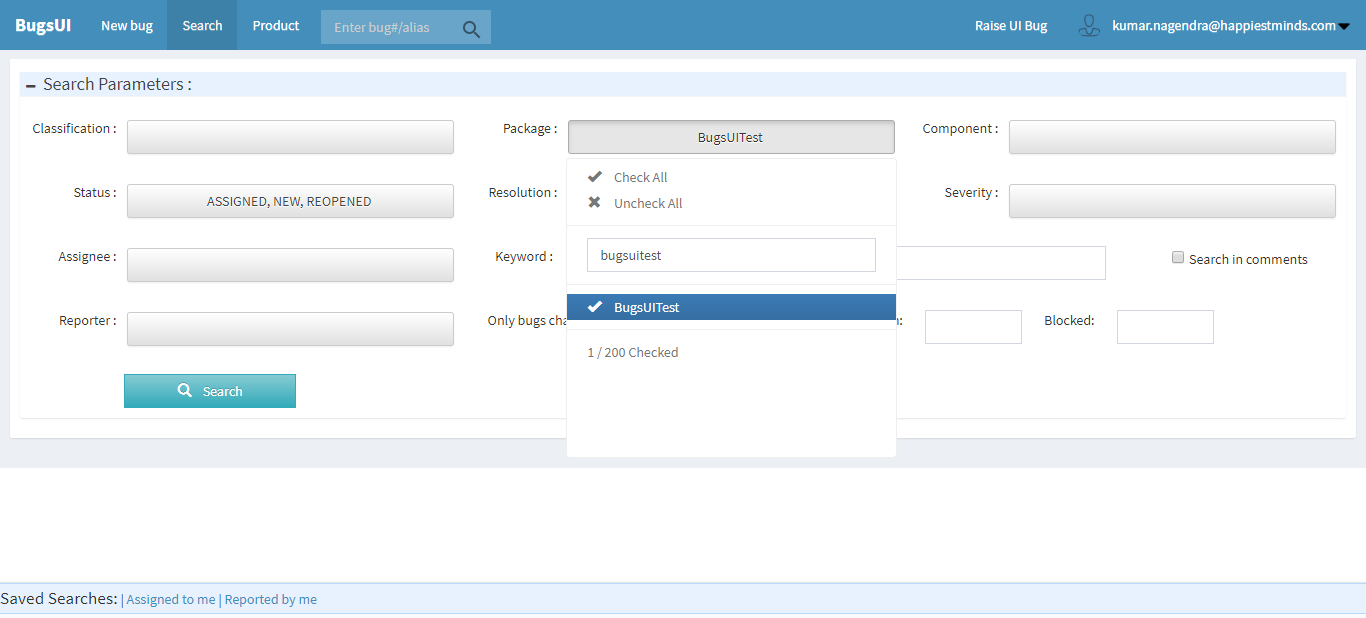 BugsUI New bug Search Product Enter bug#/alias Raise UI Bug kumar.nagendra@happiestminds.com
Search Parameters :
Classification : Package : BugsUITest Component :
Check All
Status : ASSIGNED, NEW, REOPENED Resolution : Severity :
Uncheck All
Assignee : Keyword : bugsuitest Search in comments
BugsUITest
Reporter : Only bugs cha Blocked:
1 / 200 Checked
Search
Saved Searches: | Assigned to me | Reported by me